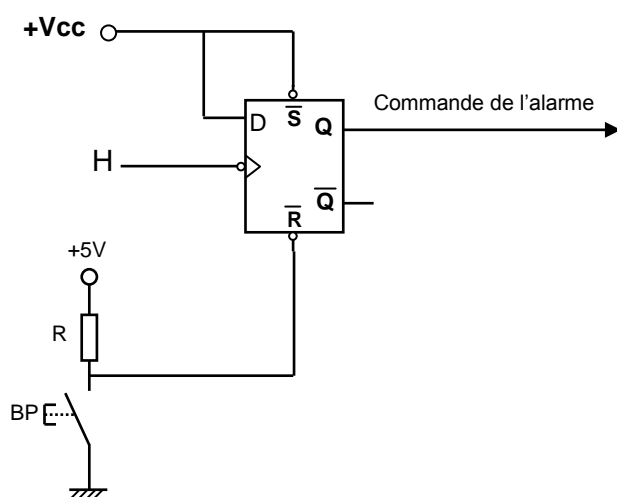 +Vcc
Commande de l'alarme
D
S̅
Q
H
Q̅
R̅
+5V
R
BP